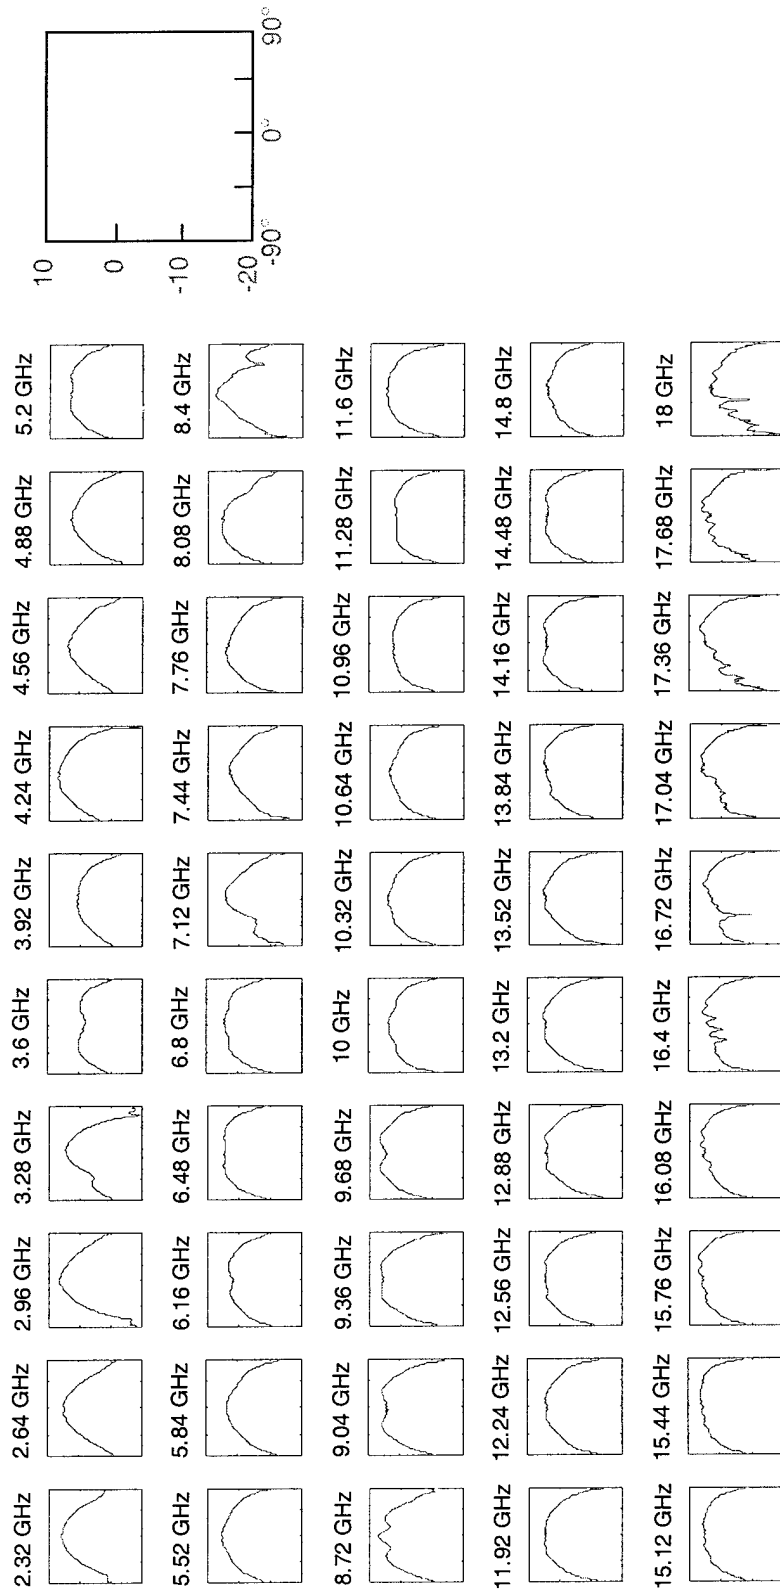 2.32 GHz 2.64 GHz 2.96 GHz 3.28 GHz 3.6 GHz 3.92 GHz 4.24 GHz 4.56 GHz 4.88 GHz 5.2 GHz
5.52 GHz 5.84 GHz 6.16 GHz 6.48 GHz 6.8 GHz 7.12 GHz 7.44 GHz 7.76 GHz 8.08 GHz 8.4 GHz
8.72 GHz 9.04 GHz 9.36 GHz 9.68 GHz 10 GHz 10.32 GHz 10.64 GHz 10.96 GHz 11.28 GHz 11.6 GHz
11.92 GHz 12.24 GHz 12.56 GHz 12.88 GHz 13.2 GHz 13.52 GHz 13.84 GHz 14.16 GHz 14.48 GHz 14.8 GHz
15.12 GHz 15.44 GHz 15.76 GHz 16.08 GHz 16.4 GHz 16.72 GHz 17.04 GHz 17.36 GHz 17.68 GHz 18 GHz
10
0
-10
-20
-90° 0° 90°